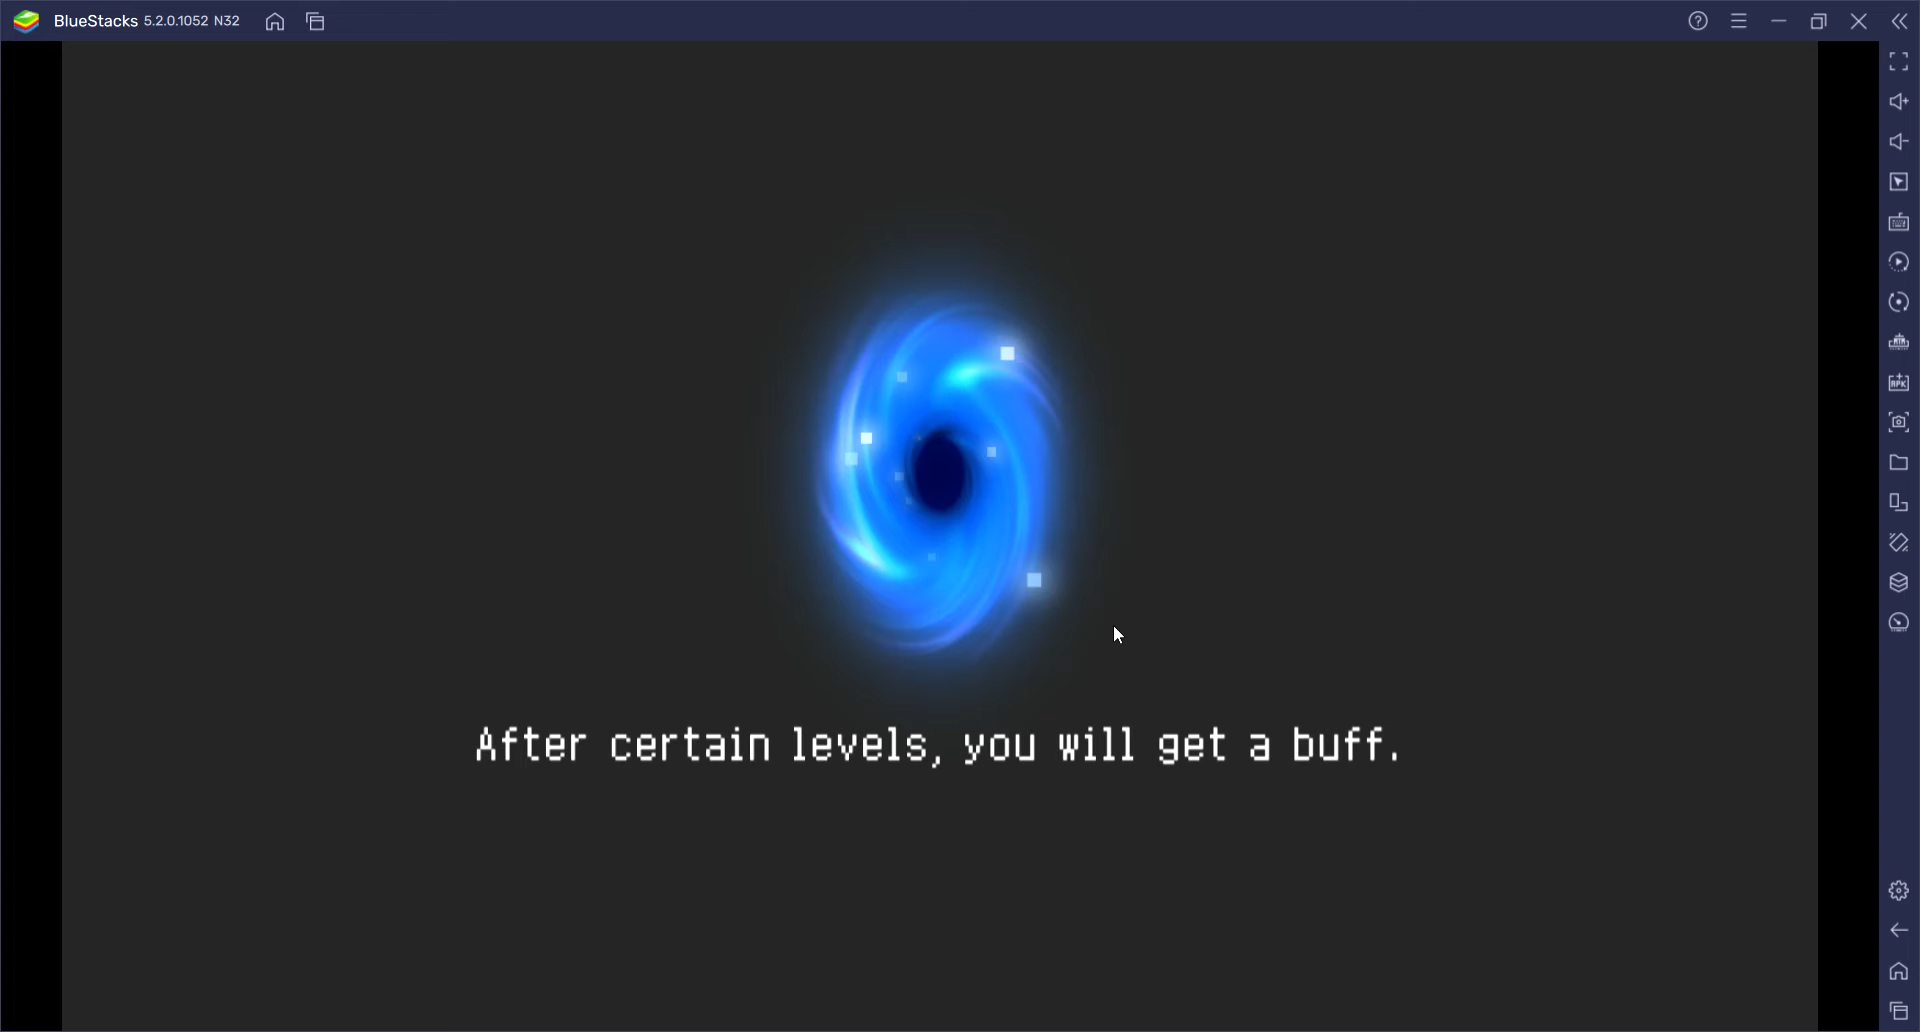 BlueStacks 5.2.0.1052 N32
After certain levels, you will get a buff.